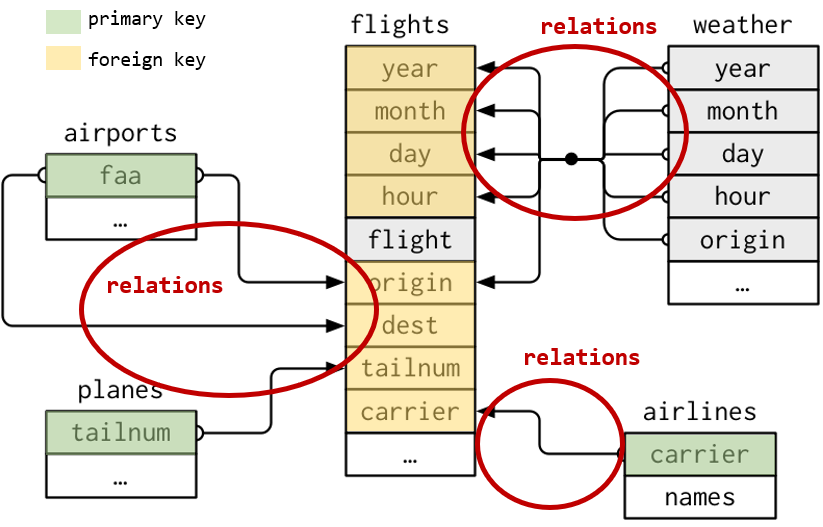 primary key
foreign key
flights
year
month
day
hour
flight
origin
dest
tailnum
carrier
…
relations
weather
year
month
day
hour
origin
…
airports
faa
…
relations
planes
tailnum
…
relations
airlines
carrier
names